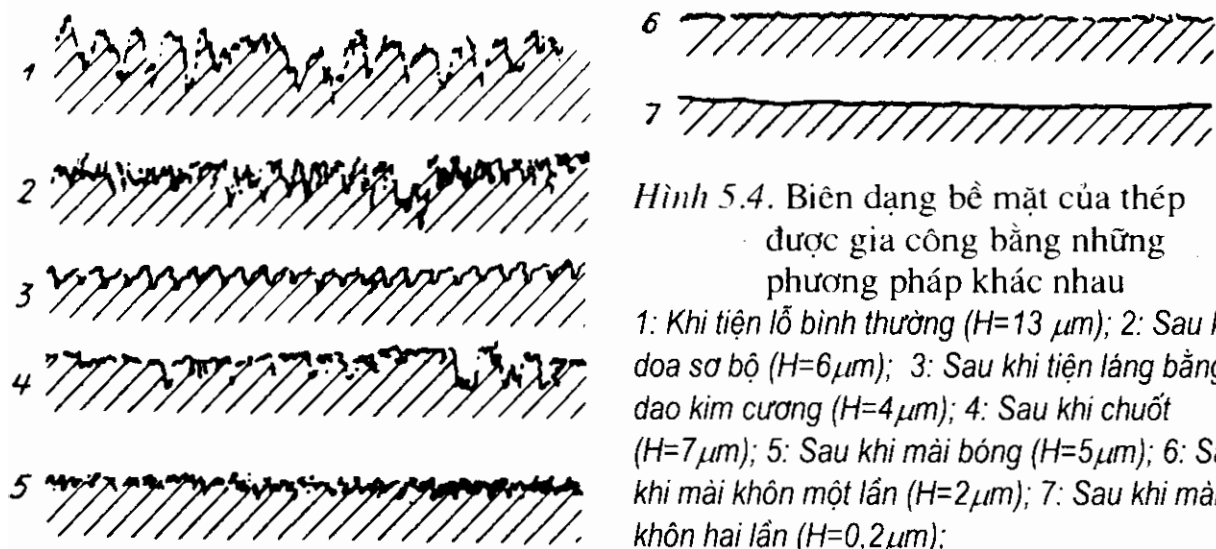 1
2
3
4
5
6
7
Hình 5.4. Biên dạng bề mặt của thép
được gia công bằng những
phương pháp khác nhau
1: Khi tiện lỗ bình thường (H=13 μm); 2: Sau
doa sơ bộ (H=6μm); 3: Sau khi tiện láng bằng
dao kim cương (H=4μm); 4: Sau khi chuốt
(H=7μm); 5: Sau khi mài bóng (H=5μm); 6:
khi mài khôn một lần (H=2μm); 7: Sau khi mài
khôn hai lần (H=0,2μm);